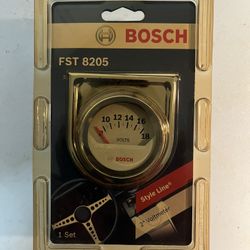 BOSCH
FST 8205
10 12 14 16 18
VOLTS
BOSCH
Style Line®
2" Voltmeter
1 Set